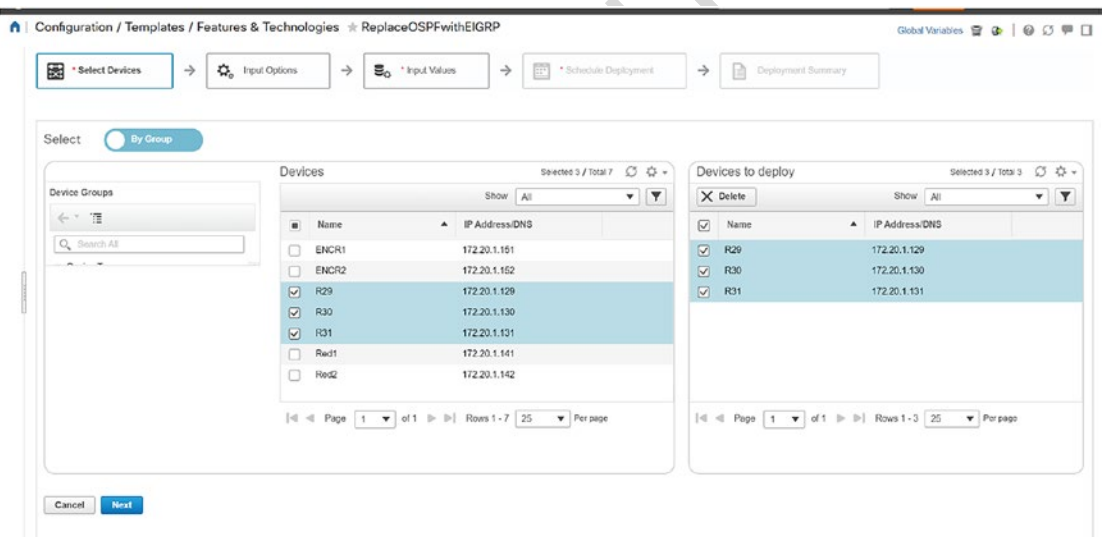 Configuration / Templates / Features & Technologies ReplaceOSPFwithEIGRP
Global Variables
* Select Devices
Input Options
* Input Values
* Schedule Deployment
Deployment Summary
Select By Group
Device Groups
Search All
Devices
Selected 3 / Total 7
Show All
Name IP Address/DNS
ENCR1 172.20.1.151
ENCR2 172.20.1.152
R29 172.20.1.129
R30 172.20.1.130
R31 172.20.1.131
Red1 172.20.1.141
Red2 172.20.1.142
Page 1 of 1 Rows 1 - 7 25 Per page
Devices to deploy
Selected 3 / Total 3
Delete Show All
Name IP Address/DNS
R29 172.20.1.129
R30 172.20.1.130
R31 172.20.1.131
Page 1 of 1 Rows 1 - 3 25 Per page
Cancel Next